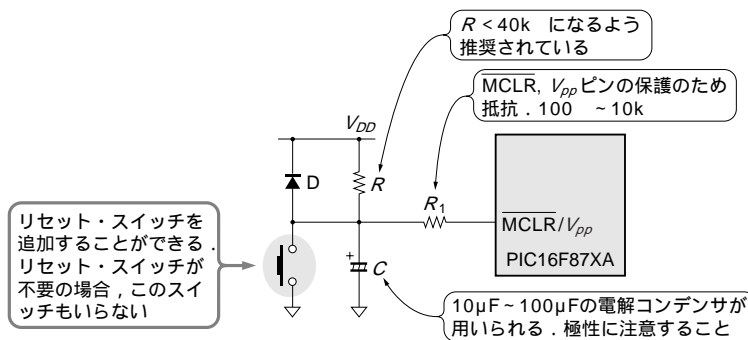 R < 40k になるよう
推奨されている
MCLR, Vpp ピンの保護のため
抵抗．100 ~10k
VDD
D
R
R1
MCLR/Vpp
PIC16F87XA
リセット・スイッチを
追加することができる．
リセット・スイッチが
不要の場合，このスイ
ッチもいらない
+
C
10μF~100μFの電解コンデンサが
用いられる．極性に注意すること